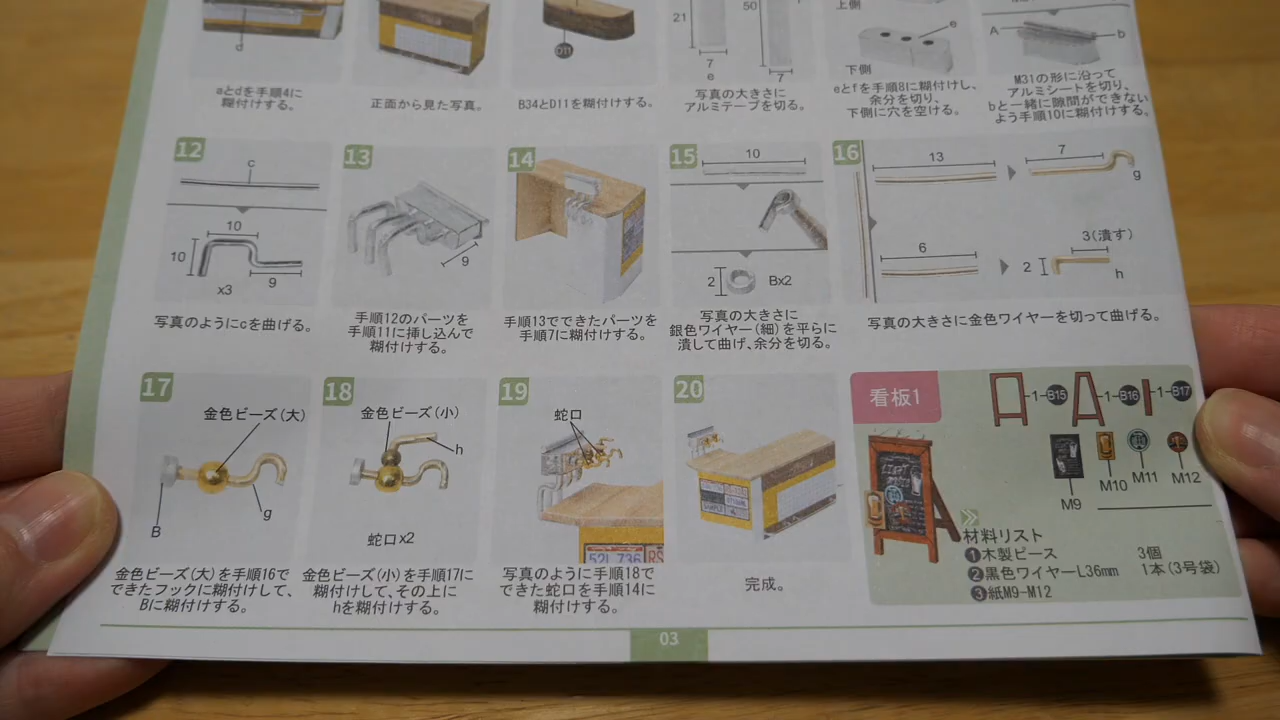 d
D11
21
7
e
50
7
上側
下側
e
A
b
aとdを手順4に
糊付けする。
正面から見た写真。
B34とD11を糊付けする。
写真の大きさに
アルミテープを切る。
eとfを手順8に糊付けし、
余分を切り、
下側に穴を空ける。
M31の形に沿って
アルミシートを切り、
bと一緒に隙間ができない
よう手順10に糊付けする。
12
c
10
10
9
x3
写真のようにcを曲げる。
13
9
手順12のパーツを
手順11に挿し込んで
糊付けする。
14
手順13でできたパーツを
手順7に糊付けする。
15
10
2
Bx2
写真の大きさに
銀色ワイヤー(細)を平らに
潰して曲げ、余分を切る。
16
13
7
g
6
3(潰す)
2
h
写真の大きさに金色ワイヤーを切って曲げる。
17
金色ビーズ(大)
B
g
金色ビーズ(大)を手順16で
できたフックに糊付けして、
Bに糊付けする。
18
金色ビーズ(小)
h
蛇口x2
金色ビーズ(小)を手順17に
糊付けして、その上に
hを糊付けする。
19
蛇口
52L 736
写真のように手順18で
できた蛇口を手順14に
糊付けする。
20
完成。
看板1
1-B15
1-B16
1-B17
M9
M10
M11
M12
材料リスト
❶木製ピース 3個
❷黒色ワイヤーL36mm 1本(3号袋)
❸紙M9-M12
03